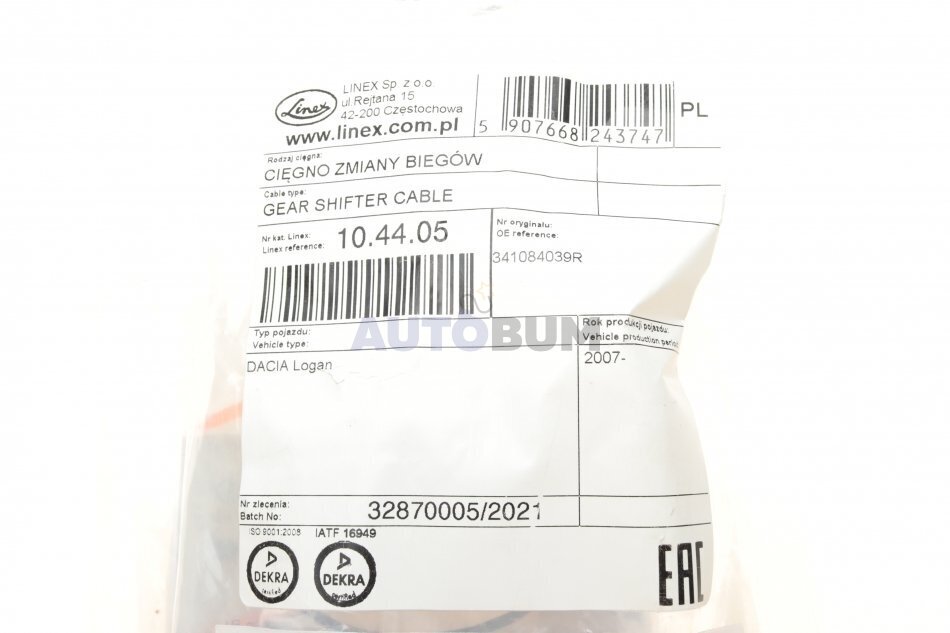 Linex
LINEX Sp. z o.o.
ul.Rejtana 15
42-200 Częstochowa
www.linex.com.pl
5 907668 243747
PL
Rodzaj cięgna:
CIĘGNO ZMIANY BIEGÓW
Cable type:
GEAR SHIFTER CABLE
Nr kat. Linex:
Linex reference:
10.44.05
Nr oryginału:
OE reference:
341084039R
AUTOBUM
Typ pojazdu:
Vehicle type:
DACIA Logan
Rok produkcji pojazdu:
Vehicle production period
2007-
Nr zlecenia:
Batch No:
32870005/2021
ISO 9001:2008
IATF 16949
DEKRA
DEKRA
EAC